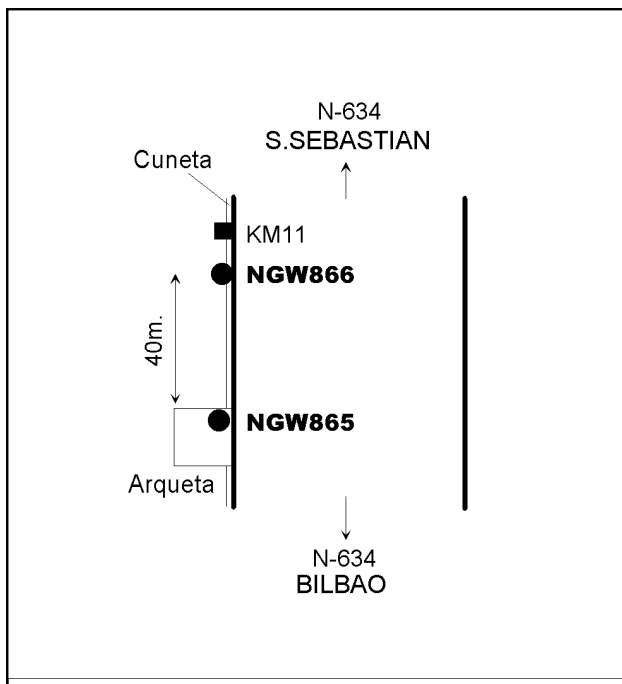 N-634
S.SEBASTIAN
Cuneta
KM11
NGW866
40m.
NGW865
Arqueta
N-634
BILBAO